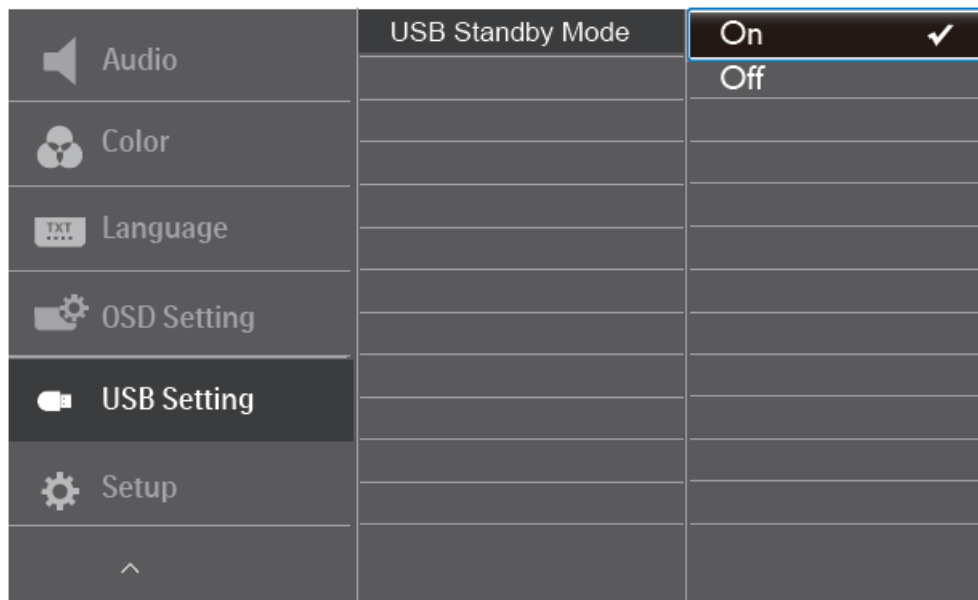 Audio
Color
TXT
Language
OSD Setting
USB Setting
Setup
USB Standby Mode
On
Off